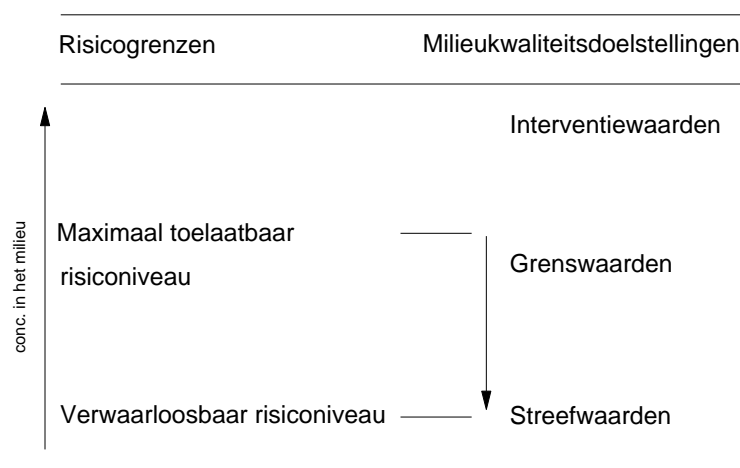 Risicogrenzen Milieukwaliteitsdoelstellingen
Interventiewaarden
conc. in het milieu
Maximaal toelaatbaar
risiconiveau
Grenswaarden
Verwaarloosbaar risiconiveau
Streefwaarden